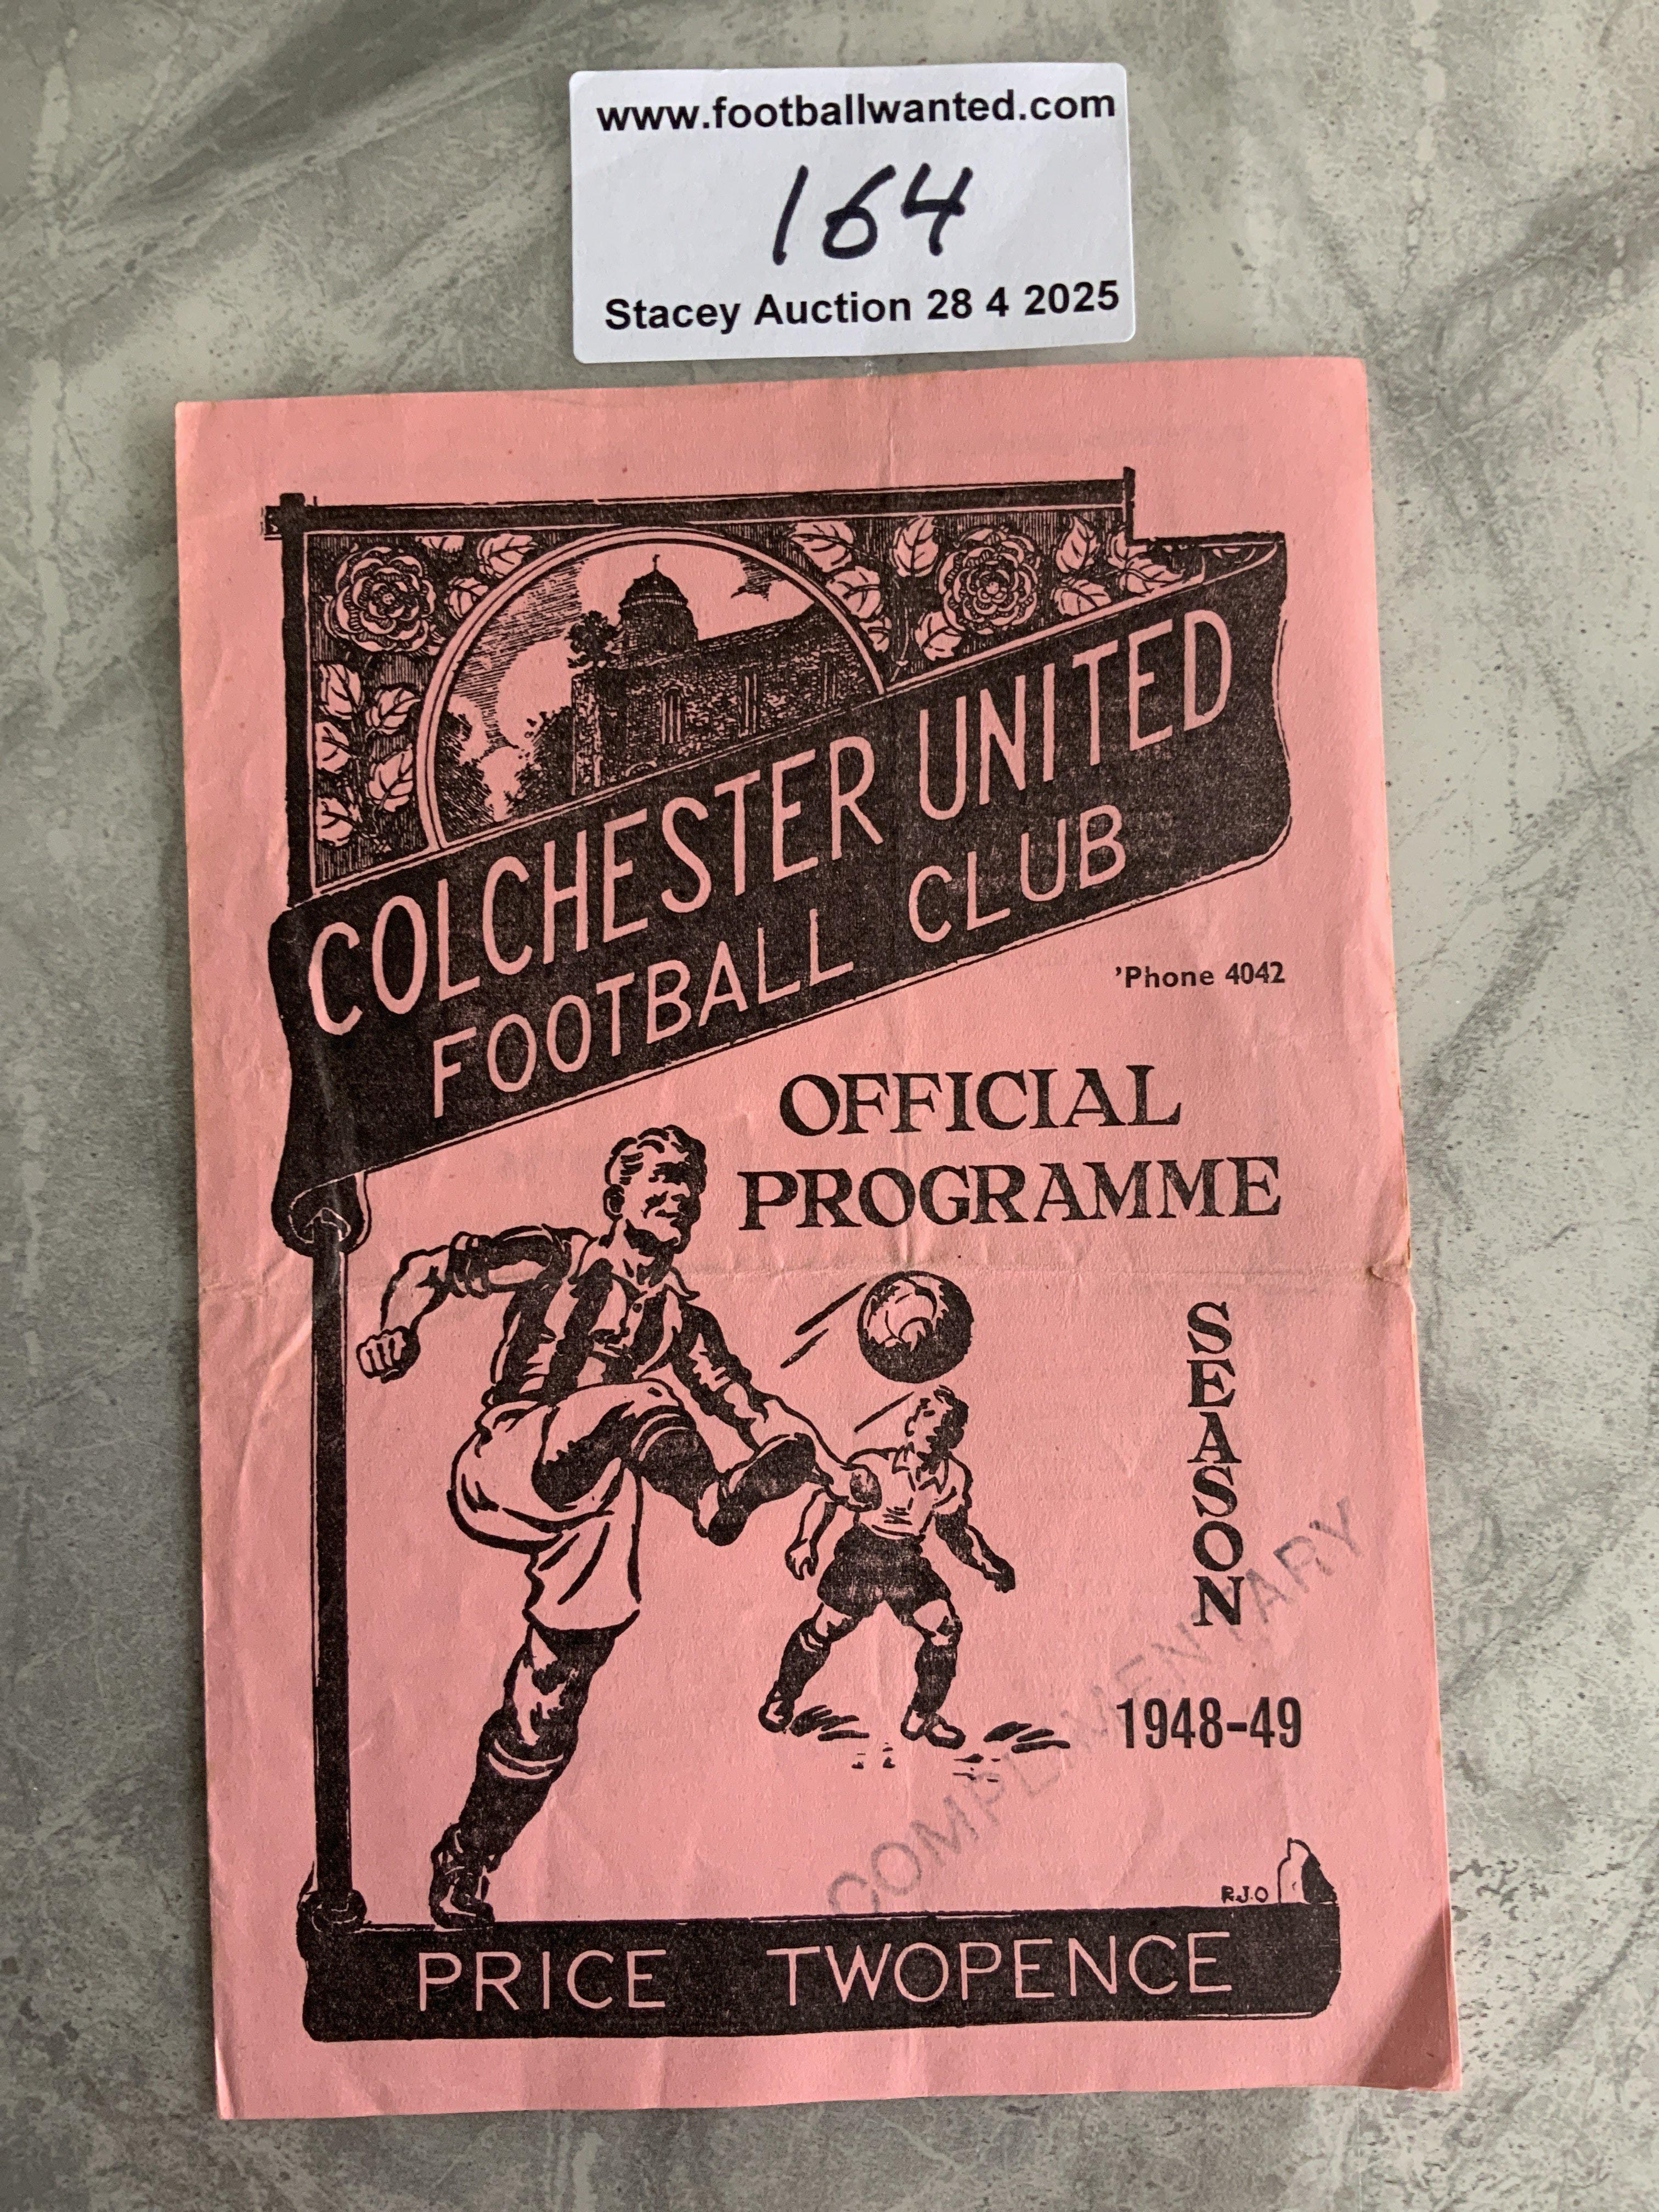 www.footballwanted.com
164
Stacey Auction 28 4 2025
COLCHESTER UNITED
FOOTBALL CLUB
'Phone 4042
OFFICIAL
PROGRAMME
SEASON
1948-49
COMPLIMENTARY
R.J.O
PRICE TWOPENCE